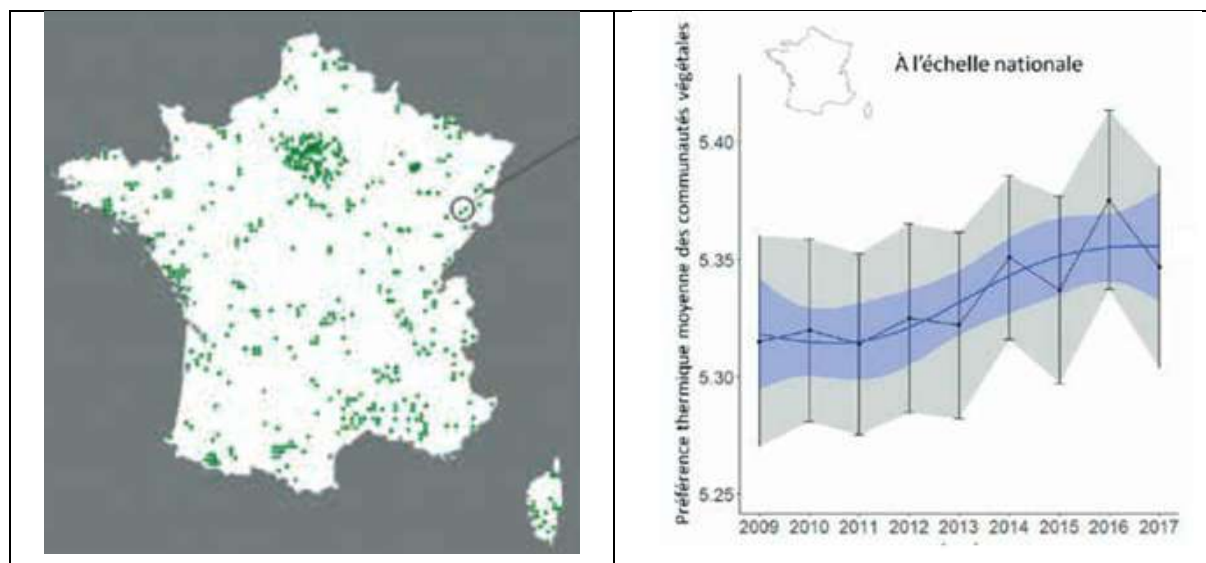 Préférence thermique moyenne des communautés végétales
À l'échelle nationale
5.40
5.35
5.30
5.25
2009 2010 2011 2012 2013 2014 2015 2016 2017